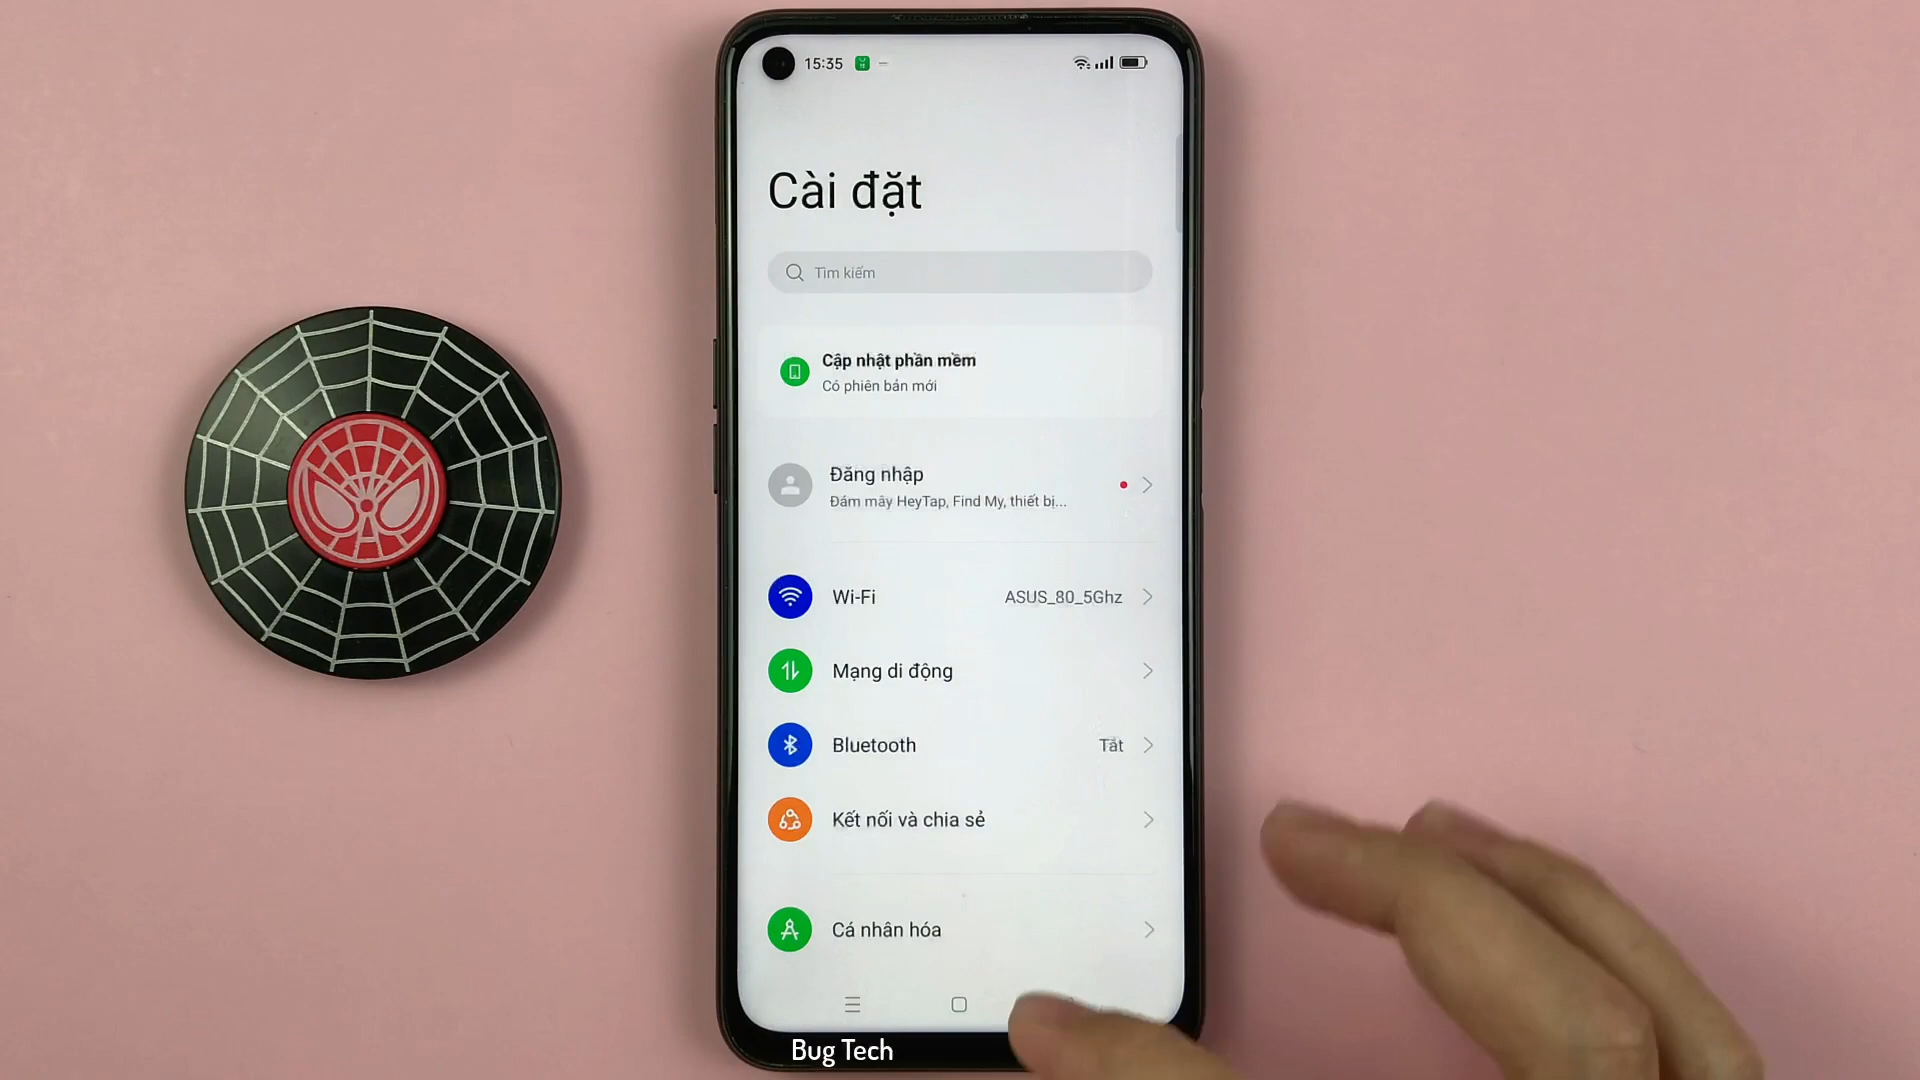 15:35
Cài đặt
Tìm kiếm
Cập nhật phần mềm
Có phiên bản mới
Đăng nhập
Đám mây HeyTap, Find My, thiết bị...
Wi-Fi ASUS_80_5Ghz
Mạng di động
Bluetooth Tắt
Kết nối và chia sẻ
Cá nhân hóa
Bug Tech